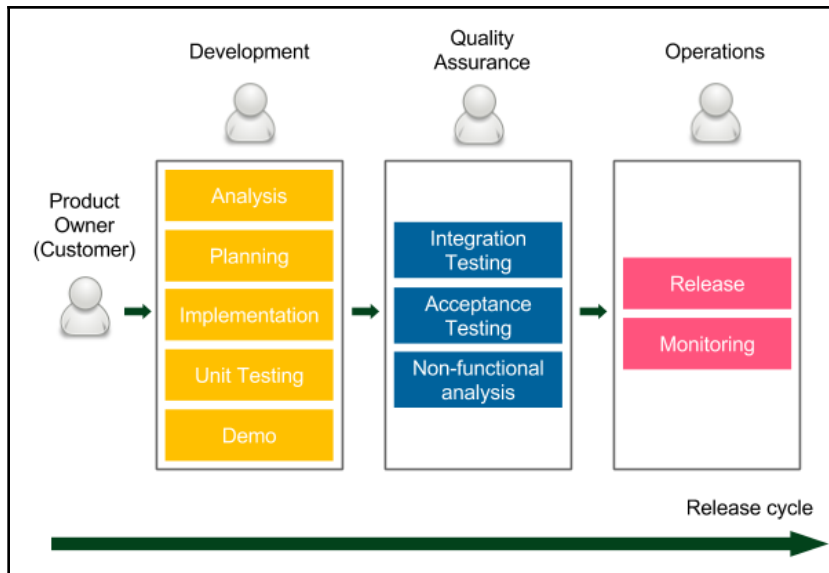 Development
Quality
Assurance
Operations
Product
Owner
(Customer)
Analysis
Planning
Implementation
Unit Testing
Demo
Integration
Testing
Acceptance
Testing
Non-functional
analysis
Release
Monitoring
Release cycle